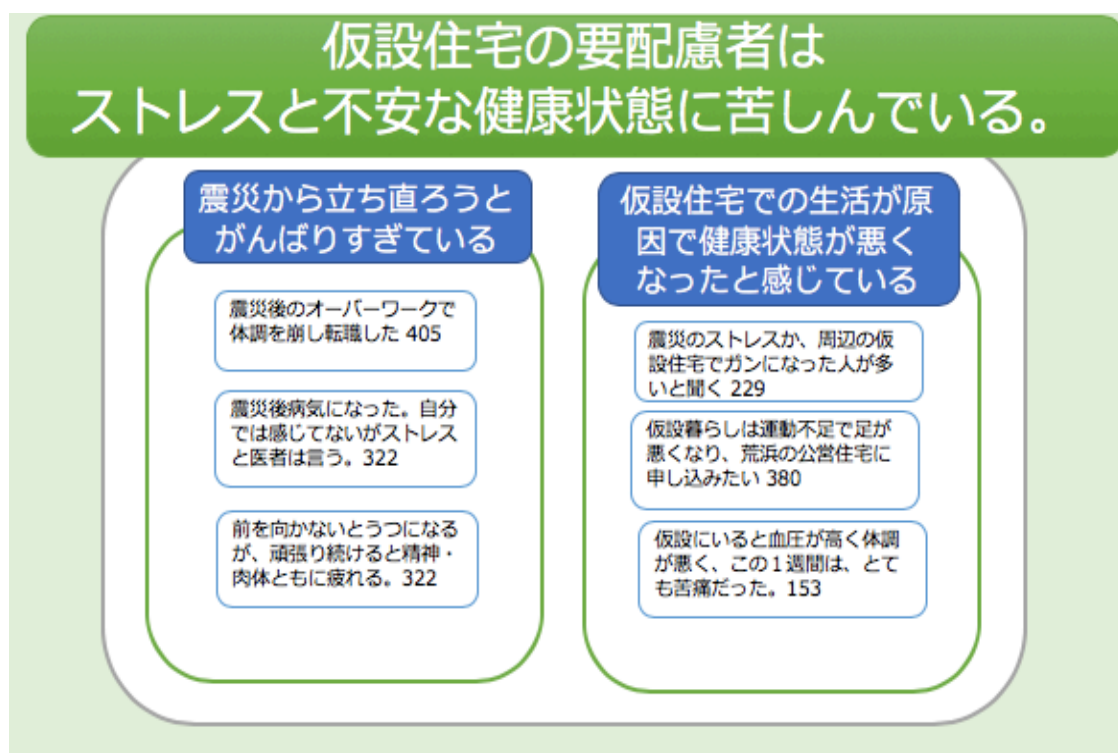 仮設住宅の要配慮者は
ストレスと不安な健康状態に苦しんでいる。
震災から立ち直ろうと
がんばりすぎている
震災後のオーバーワークで
体調を崩し転職した 405
震災後病気になった。自分
では感じてないがストレス
と医者は言う。322
前を向かないとうつになる
が、頑張り続けると精神・
肉体ともに疲れる。322
仮設住宅での生活が原
因で健康状態が悪く
なったと感じている
震災のストレスか、周辺の仮
設住宅でガンになった人が多
いと聞く 229
仮設暮らしは運動不足で足が
悪くなり、荒浜の公営住宅に
申し込みたい 380
仮設にいると血圧が高く体調
が悪く、この１週間は、とて
も苦痛だった。153